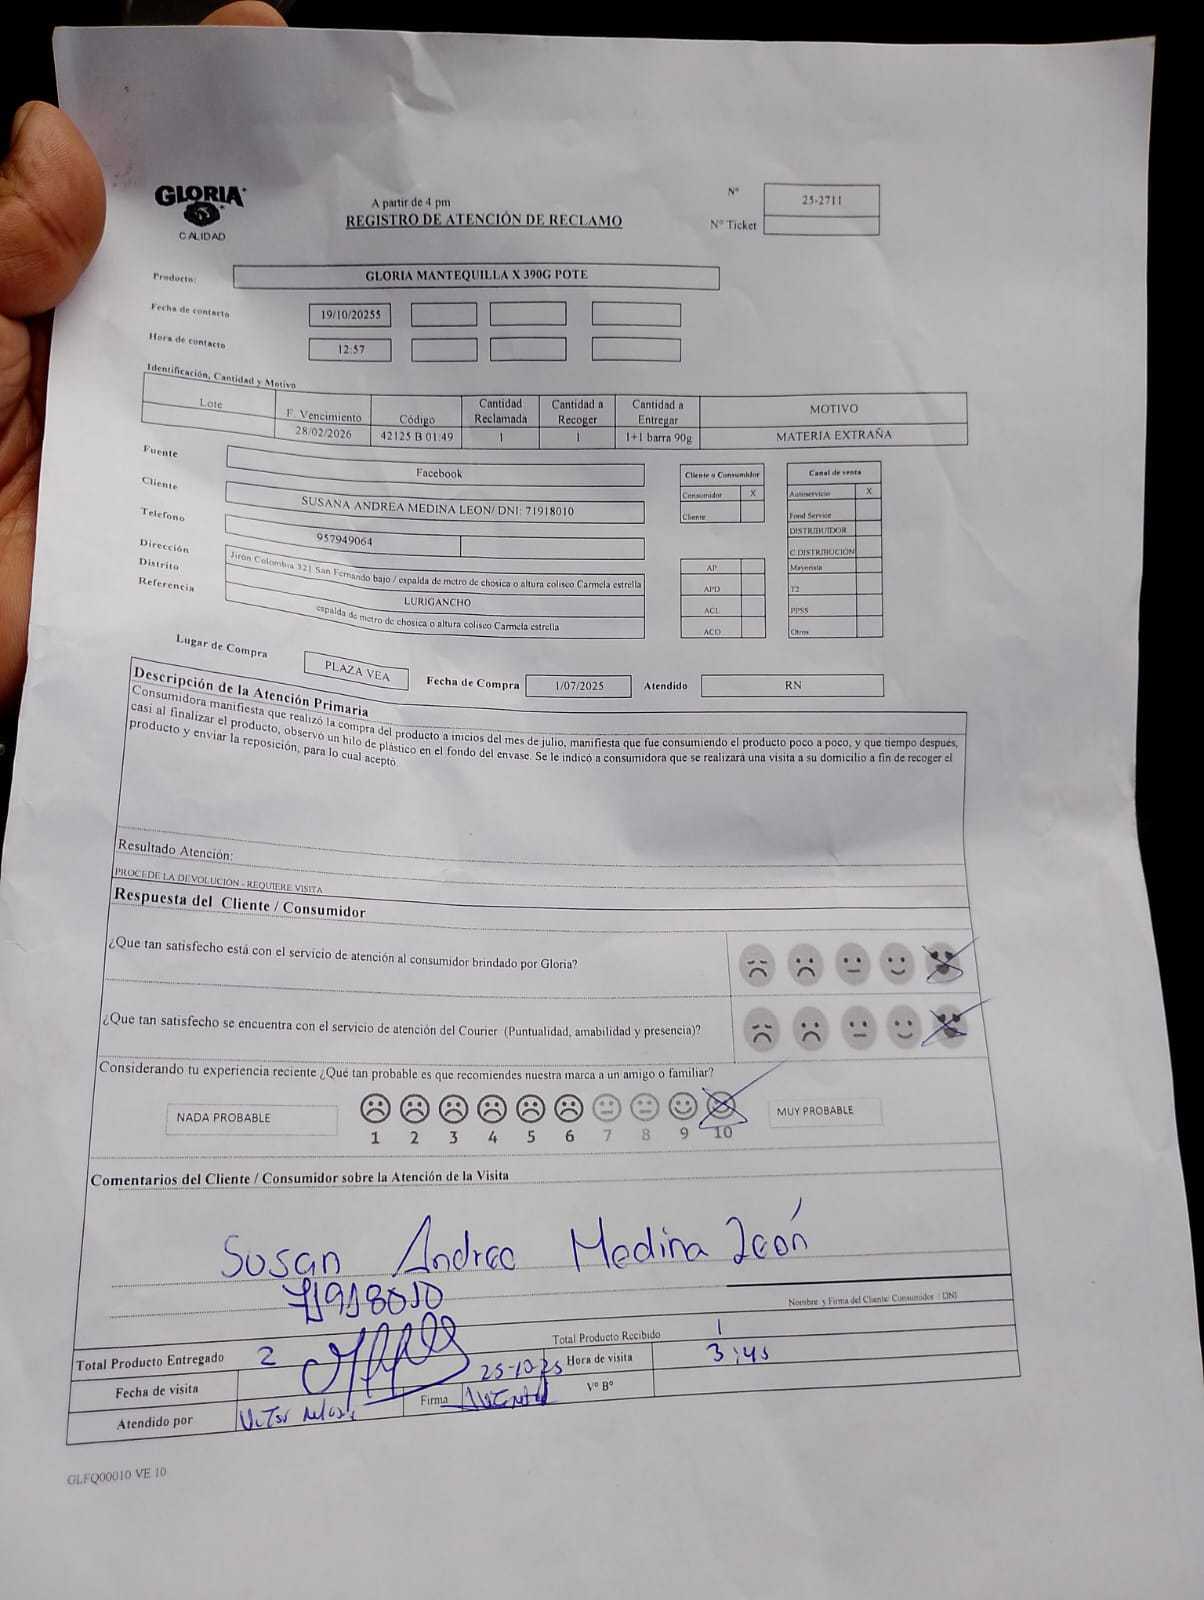 GLORIA
CALIDAD
A partir de 4 pm
REGISTRO DE ATENCIÓN DE RECLAMO
N° 25-2711
N° Ticket
Producto: GLORIA MANTEQUILLA X 390G POTE
Fecha de contacto 19/10/20255
Hora de contacto 12:57
Identificación, Cantidad y Motivo
Lote F. Vencimiento Código Cantidad Reclamada Cantidad a Recoger Cantidad a Entregar MOTIVO
28/02/2026 42125 B 01:49 1 1 1+1 barra 90g MATERIA EXTRAÑA
Fuente Facebook
Cliente SUSANA ANDREA MEDINA LEON/ DNI: 71918010
Telefono 957949064
Dirección Jirón Colombia 321 San Fernando bajo / espalda de metro de chosica o altura coliseo Carmela estrella
Distrito LURIGANCHO
Referencia espalda de metro de chosica o altura coliseo Carmela estrella
Cliente o Consumidor
Consumidor X
Cliente
AP
APD
ACL
ACD
Canal de venta
Autoservicio X
Food Service
DISTRIBUIDOR
C.DISTRIBUCIÓN
Mayorista
T2
PPSS
Otros
Lugar de Compra PLAZA VEA Fecha de Compra 1/07/2025 Atendido RN
Descripción de la Atención Primaria
Consumidora manifiesta que realizó la compra del producto a inicios del mes de julio, manifiesta que fue consumiendo el producto poco a poco, y que tiempo después,
casi al finalizar el producto, observó un hilo de plástico en el fondo del envase. Se le indicó a consumidora que se realizará una visita a su domicilio a fin de recoger el
producto y enviar la reposición, para lo cual aceptó.
Resultado Atención:
PROCEDE LA DEVOLUCION - REQUIERE VISITA
Respuesta del Cliente / Consumidor
¿Que tan satisfecho está con el servicio de atención al consumidor brindado por Gloria?
¿Que tan satisfecho se encuentra con el servicio de atención del Courier (Puntualidad, amabilidad y presencia)?
Considerando tu experiencia reciente ¿Qué tan probable es que recomiendes nuestra marca a un amigo o familiar?
NADA PROBABLE
1 2 3 4 5 6 7 8 9 10
MUY PROBABLE
Comentarios del Cliente / Consumidor sobre la Atención de la Visita
Susan Andrea Medina León
71918010
Nombre y Firma del Cliente/ Consumidor / DNI
Total Producto Entregado 2 Total Producto Recibido 1
Fecha de visita 25-10-25 Hora de visita 3:45
Atendido por Victor Firma V° B°
GLFQ00010 VE 10